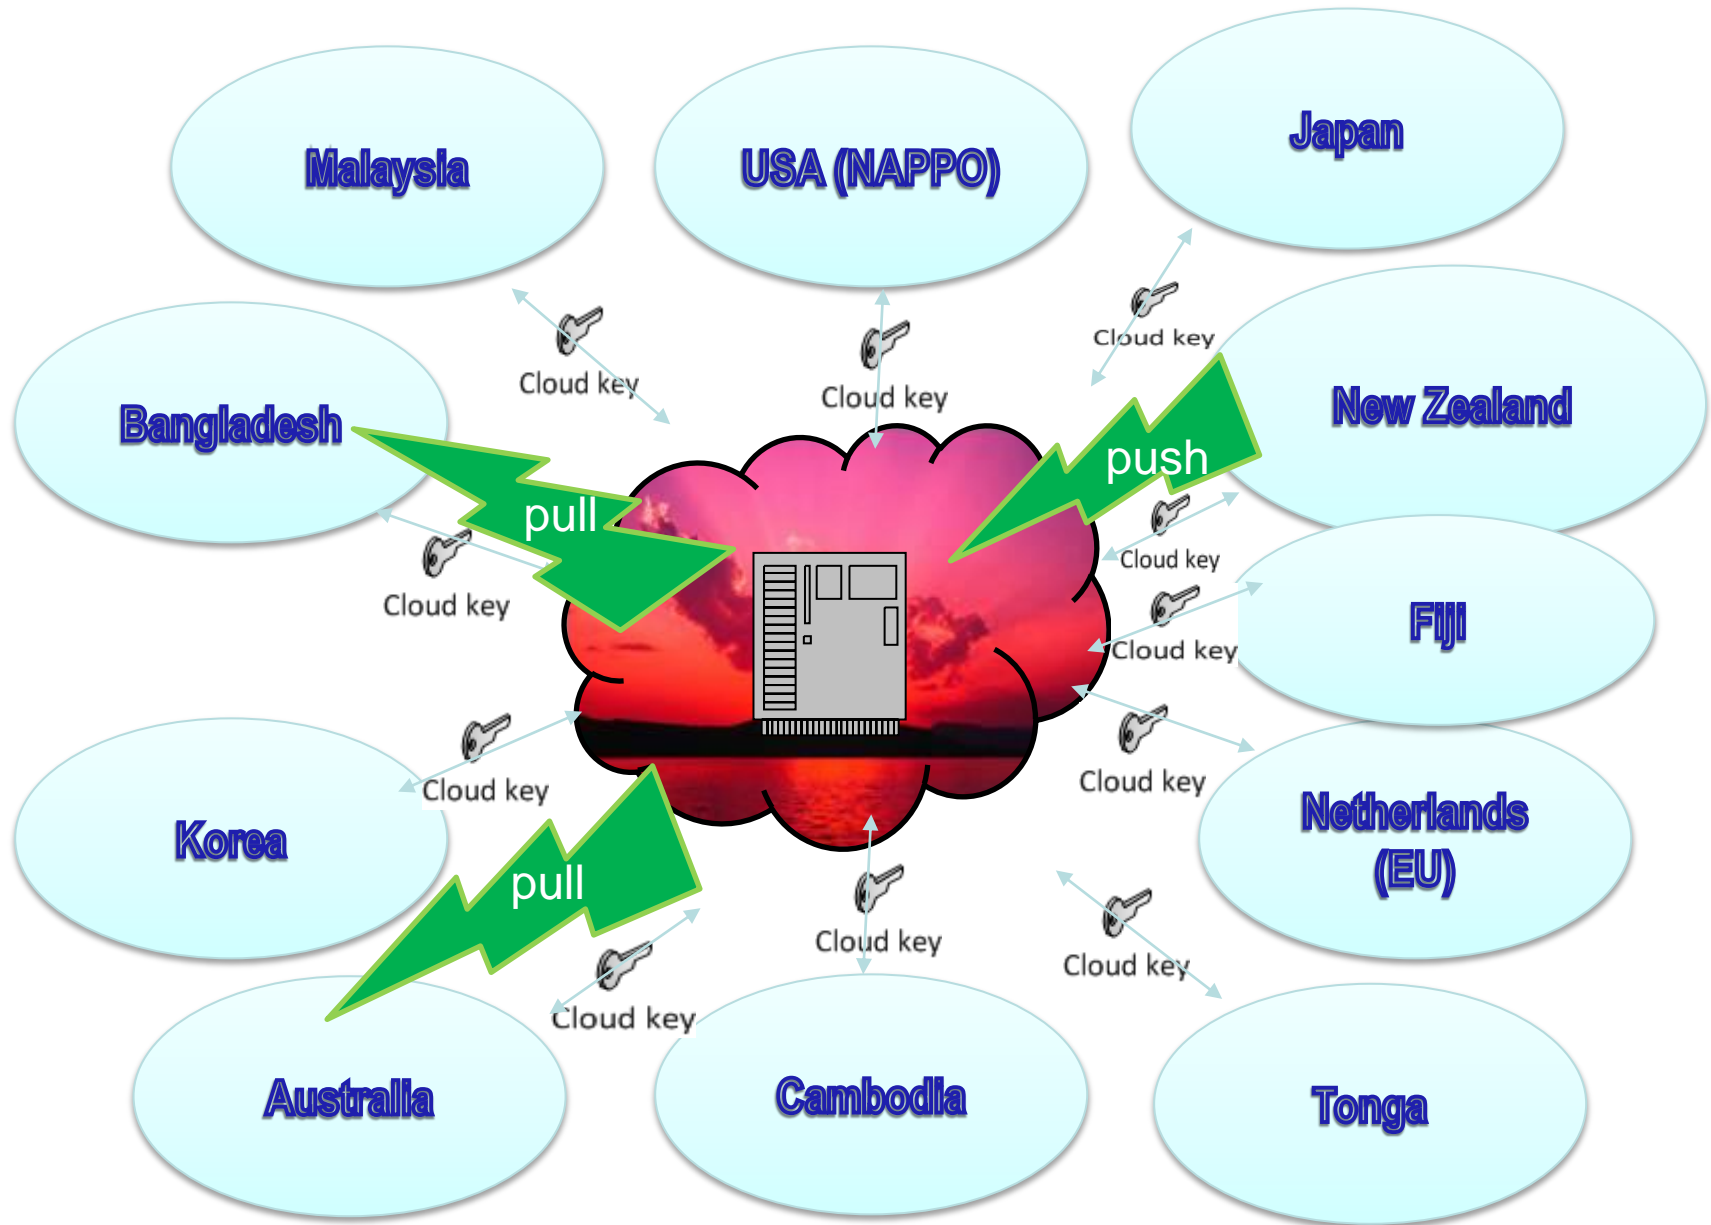 Japan
Malaysia
USA (NAPPO)
Cloud key
Cloud key
Cloud key
Cloud key
New Zealand
Bangladesh
push
pull
Cloud key
Cloud key
Fiji
Cloud key
Cloud key
Cloud key
Netherlands
(EU)
Korea
pull
Cloud key
Cloud key
Cloud key
Australia
Cambodia
Tonga